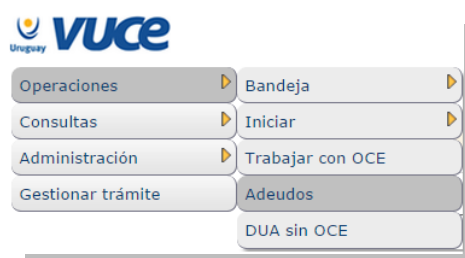 Uruguay VUCE
Operaciones
Consultas
Administración
Gestionar trámite
Bandeja
Iniciar
Trabajar con OCE
Adeudos
DUA sin OCE